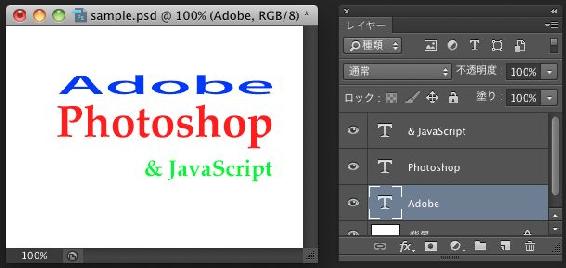 sample.psd @ 100% (Adobe, RGB/8) *
Adobe
Photoshop
& JavaScript
100%
レイヤー
種類
通常
不透明度：
100%
ロック：
塗り：
100%
T & JavaScript
T Photoshop
T Adobe
背景
fx